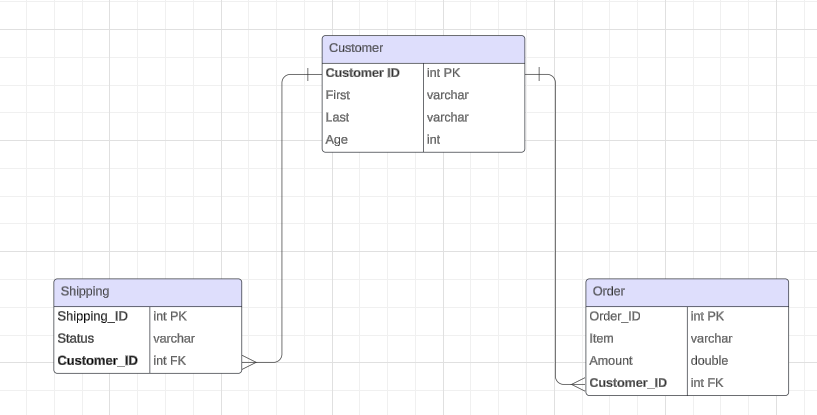 Customer
Customer ID int PK
First varchar
Last varchar
Age int
Shipping
Shipping_ID int PK
Status varchar
Customer_ID int FK
Order
Order_ID int PK
Item varchar
Amount double
Customer_ID int FK